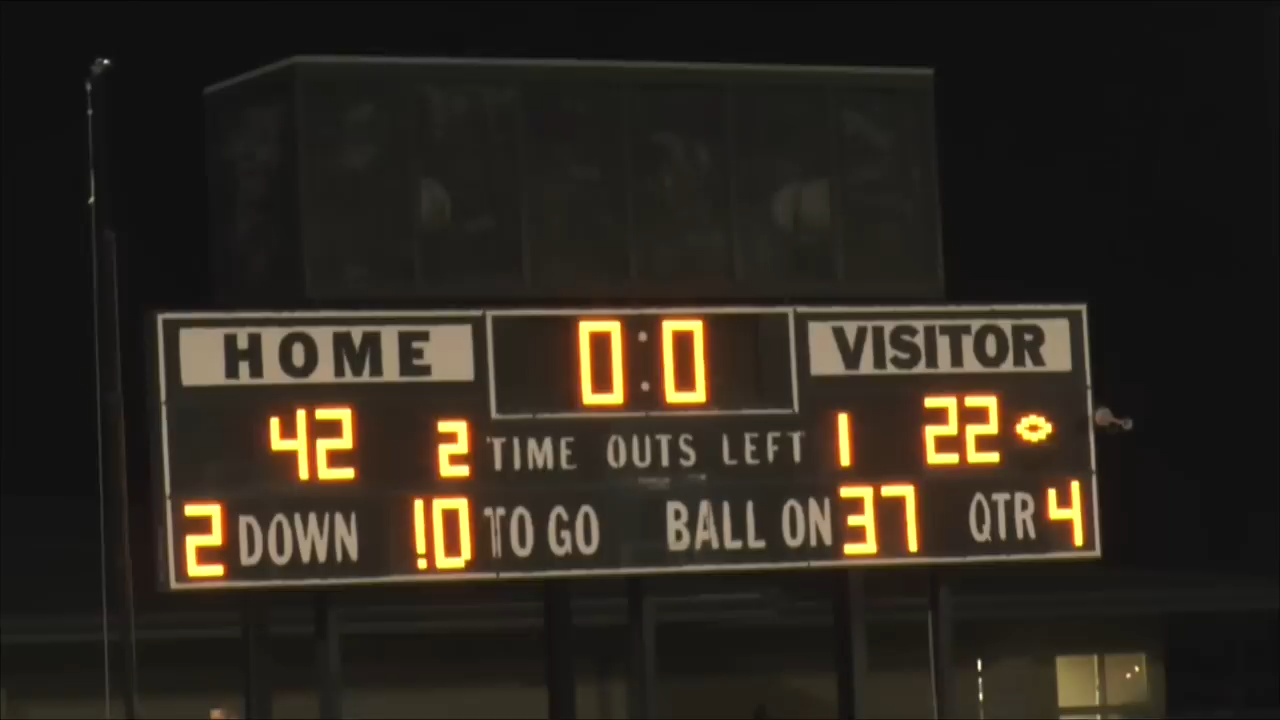 HOME 0:0 VISITOR
42 2 TIME OUTS LEFT 1 22
2 DOWN 10 TO GO BALL ON 37 QTR 4